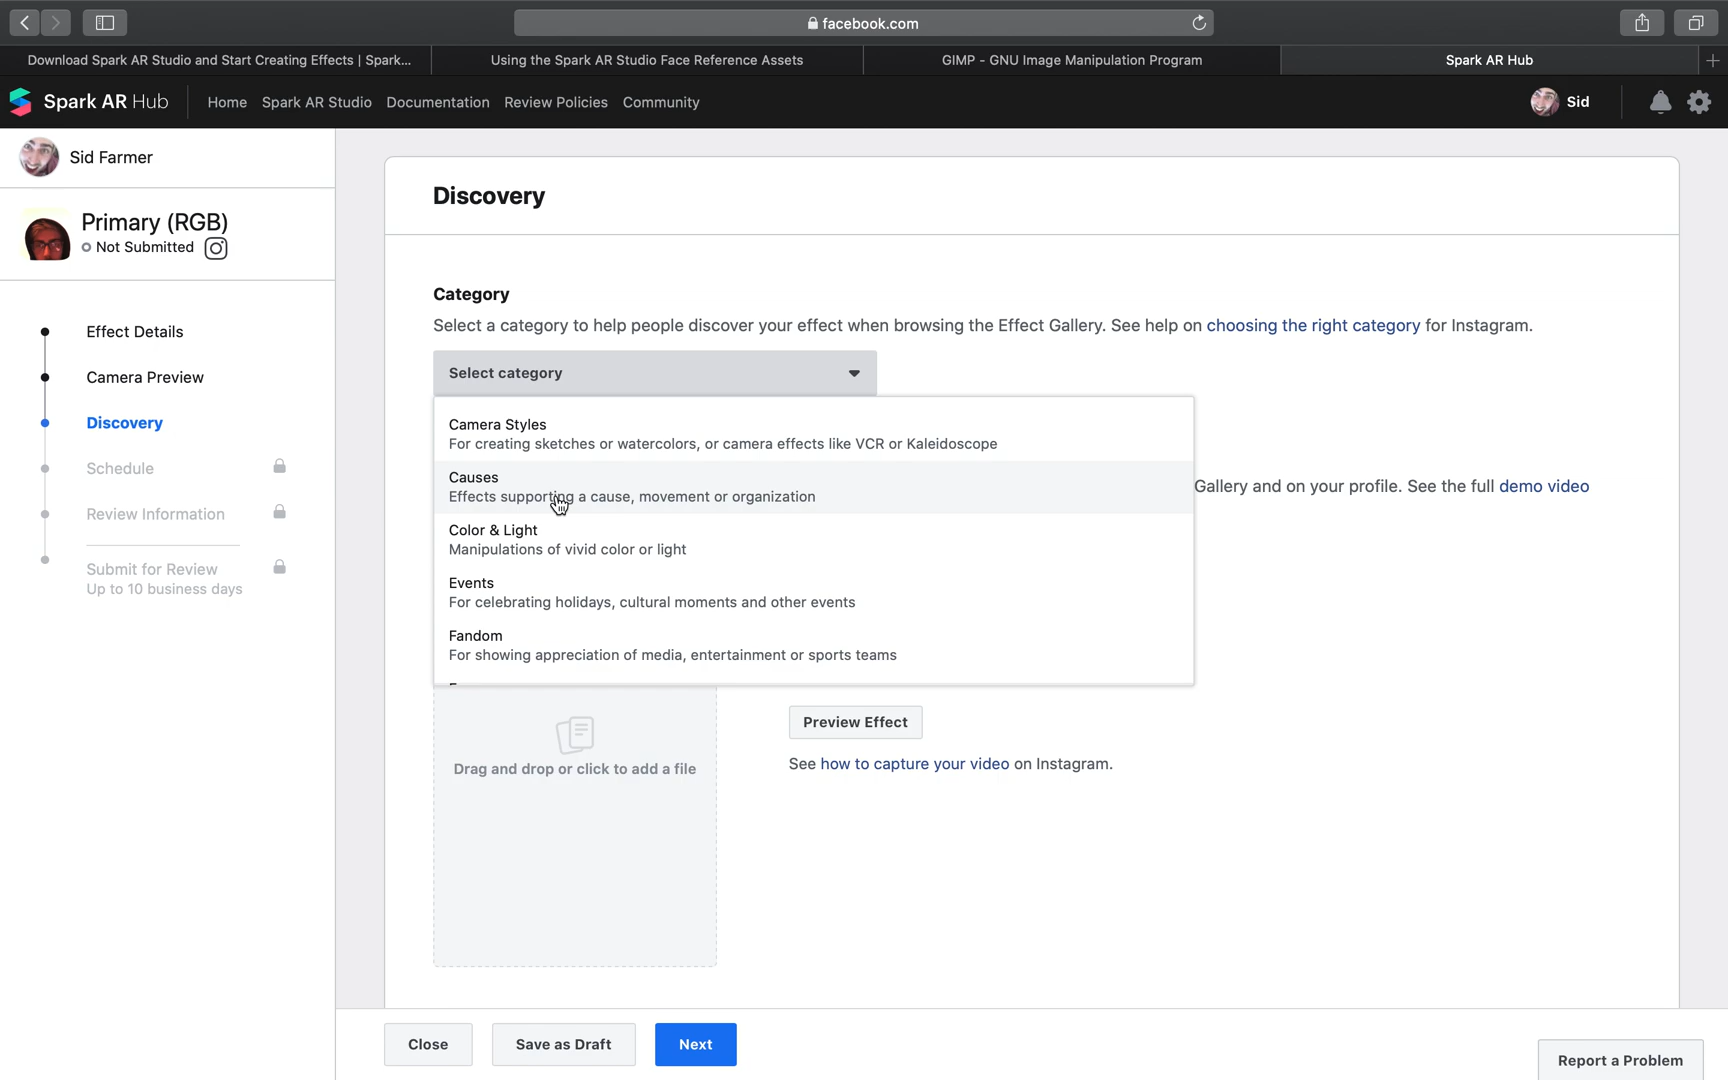 facebook.com
Download Spark AR Studio and Start Creating Effects | Spark...
Using the Spark AR Studio Face Reference Assets
GIMP - GNU Image Manipulation Program
Spark AR Hub
Spark AR Hub
Home
Spark AR Studio
Documentation
Review Policies
Community
Sid
Sid Farmer
Primary (RGB)
Not Submitted
Effect Details
Camera Preview
Discovery
Schedule
Review Information
Submit for Review
Up to 10 business days
Discovery
Category
Select a category to help people discover your effect when browsing the Effect Gallery. See help on choosing the right category for Instagram.
Select category
Camera Styles
For creating sketches or watercolors, or camera effects like VCR or Kaleidoscope
Causes
Effects supporting a cause, movement or organization
Gallery and on your profile. See the full demo video
Color & Light
Manipulations of vivid color or light
Events
For celebrating holidays, cultural moments and other events
Fandom
For showing appreciation of media, entertainment or sports teams
Drag and drop or click to add a file
Preview Effect
See how to capture your video on Instagram.
Close
Save as Draft
Next
Report a Problem